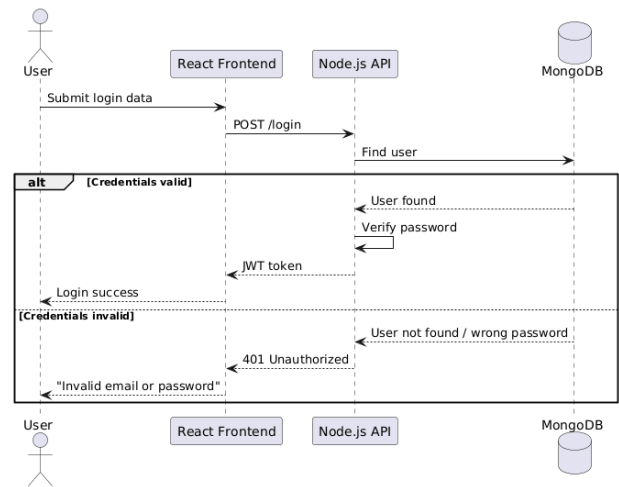 User
React Frontend
Node.js API
MongoDB
Submit login data
POST /login
Find user
alt
[Credentials valid]
User found
Verify password
JWT token
Login success
[Credentials invalid]
User not found / wrong password
401 Unauthorized
"Invalid email or password"
User
React Frontend
Node.js API
MongoDB